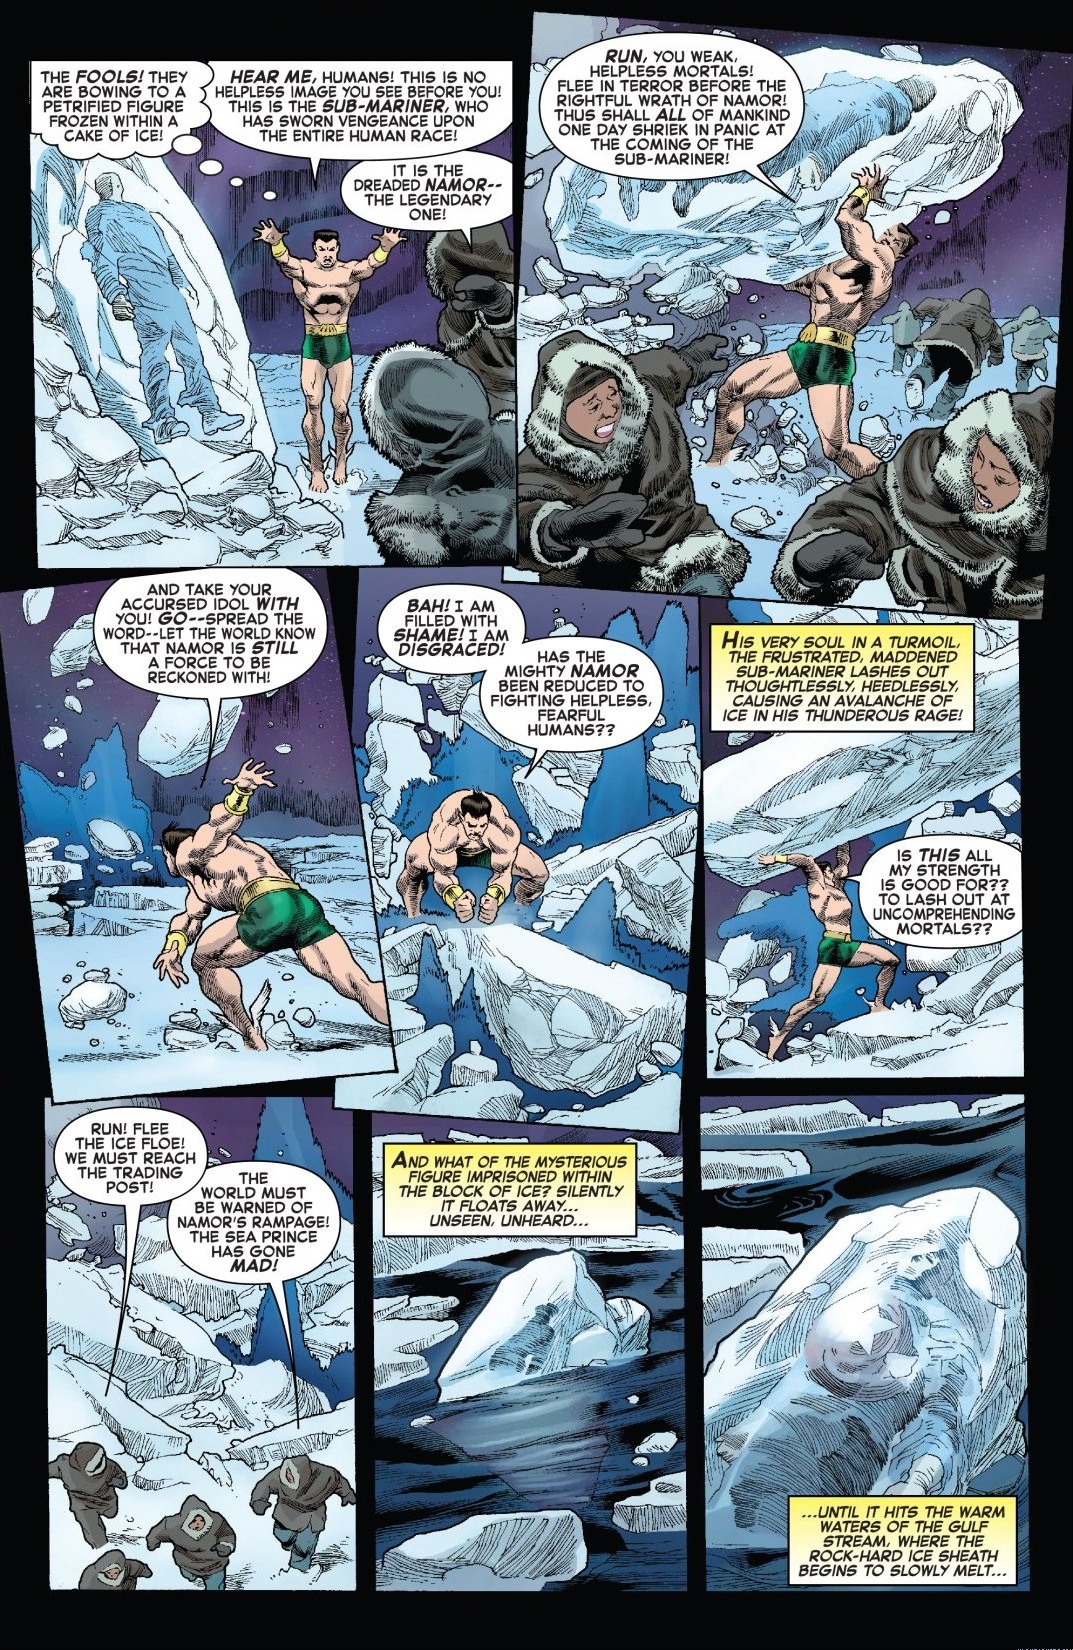 THE FOOLS! THEY
ARE BOWING TO A
PETRIFIED FIGURE
FROZEN WITHIN A
CAKE OF ICE!
HEAR ME, HUMANS! THIS IS NO
HELPLESS IMAGE YOU SEE BEFORE YOU!
THIS IS THE SUB-MARINER, WHO
HAS SWORN VENGEANCE UPON
THE ENTIRE HUMAN RACE!
IT IS THE
DREADED NAMOR--
THE LEGENDARY
ONE!
RUN, YOU WEAK,
HELPLESS MORTALS!
FLEE IN TERROR BEFORE THE
RIGHTFUL WRATH OF NAMOR!
THUS SHALL ALL OF MANKIND
ONE DAY SHRIEK IN PANIC AT
THE COMING OF THE
SUB-MARINER!
AND TAKE YOUR
ACCURSED IDOL WITH
YOU! GO--SPREAD THE
WORD--LET THE WORLD KNOW
THAT NAMOR IS STILL
A FORCE TO BE
RECKONED WITH!
BAH! I AM
FILLED WITH
SHAME! I AM
DISGRACED!
HAS THE
MIGHTY NAMOR
BEEN REDUCED TO
FIGHTING HELPLESS,
FEARFUL
HUMANS??
HIS VERY SOUL IN A TURMOIL,
THE FRUSTRATED, MADDENED
SUB-MARINER LASHES OUT
THOUGHTLESSLY, HEEDLESSLY,
CAUSING AN AVALANCHE OF
ICE IN HIS THUNDEROUS RAGE!
IS THIS ALL
MY STRENGTH
IS GOOD FOR??
TO LASH OUT AT
UNCOMPREHENDING
MORTALS??
RUN! FLEE
THE ICE FLOE!
WE MUST REACH
THE TRADING
POST!
THE
WORLD MUST
BE WARNED OF
NAMOR'S RAMPAGE!
THE SEA PRINCE
HAS GONE
MAD!
AND WHAT OF THE MYSTERIOUS
FIGURE IMPRISONED WITHIN
THE BLOCK OF ICE? SILENTLY
IT FLOATS AWAY...
UNSEEN, UNHEARD...
...UNTIL IT HITS THE WARM
WATERS OF THE GULF
STREAM, WHERE THE
ROCK-HARD ICE SHEATH
BEGINS TO SLOWLY MELT...